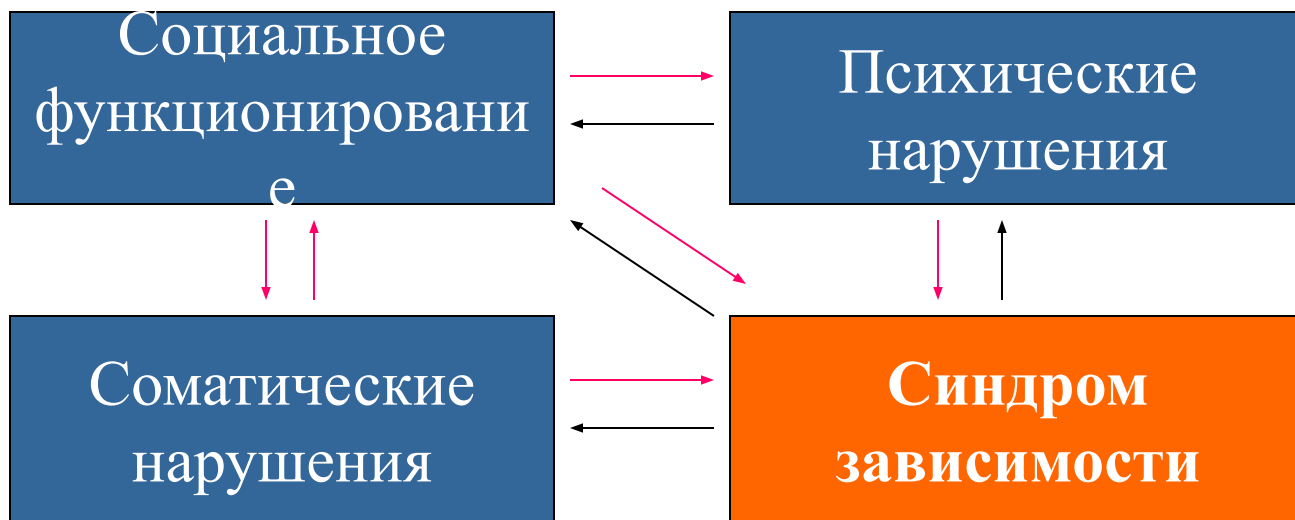 Социальное
функционировани
е
Психические
нарушения
Соматические
нарушения
Синдром
зависимости